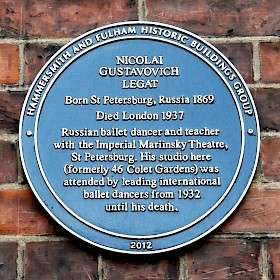 HAMMERSMITH AND FULHAM HISTORIC BUILDINGS GROUP
NICOLAI
GUSTAVOVICH
LEGAT
Born St Petersburg, Russia 1869
Died London 1937
Russian ballet dancer and teacher
with the Imperial Mariinsky Theatre,
St Petersburg. His studio here
(formerly 46 Colet Gardens) was
attended by leading international
ballet dancers from 1932
until his death.
2012